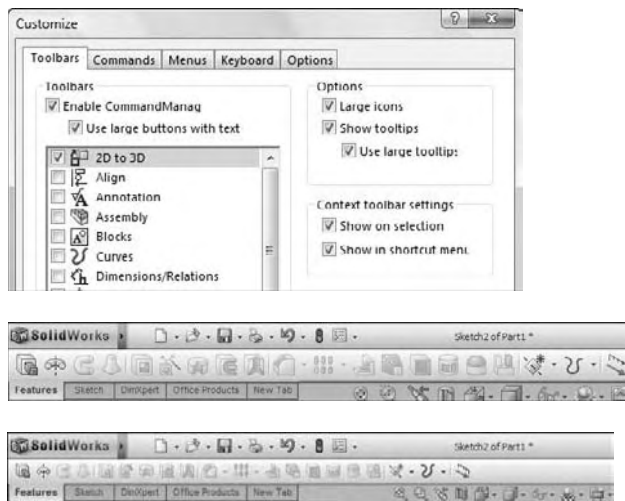 Customize
Toolbars Commands Menus Keyboard Options
Toolbars
Enable CommandManag
Use large buttons with text
2D to 3D
Align
Annotation
Assembly
Blocks
Curves
Dimensions/Relations
Options
Large icons
Show tooltips
Use large tooltip:
Context toolbar settings
Show on selection
Show in shortcut menu
SolidWorks Sketch2 of Part1 *
Features Sketch DimXpert Office Products New Tab
SolidWorks Sketch2 of Part1 *
Features Sketch DimXpert Office Products New Tab